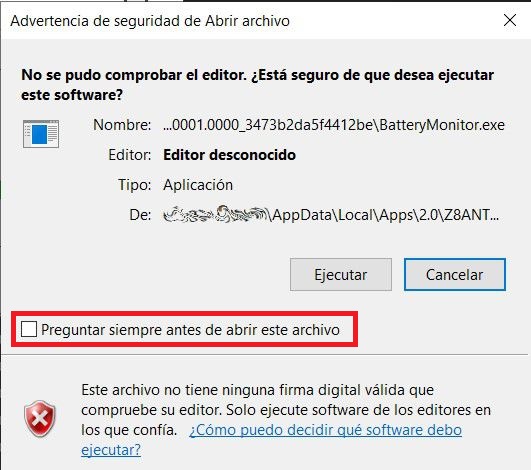 Advertencia de seguridad de Abrir archivo
No se pudo comprobar el editor. ¿Está seguro de que desea ejecutar
este software?
Nombre: ...0001.0000_3473b2da5f4412be\BatteryMonitor.exe
Editor: Editor desconocido
Tipo: Aplicación
De: \AppData\Local\Apps\2.0\Z8ANT...
Ejecutar Cancelar
Preguntar siempre antes de abrir este archivo
Este archivo no tiene ninguna firma digital válida que
compruebe su editor. Solo ejecute software de los editores en
los que confía. ¿Cómo puedo decidir qué software debo
ejecutar?